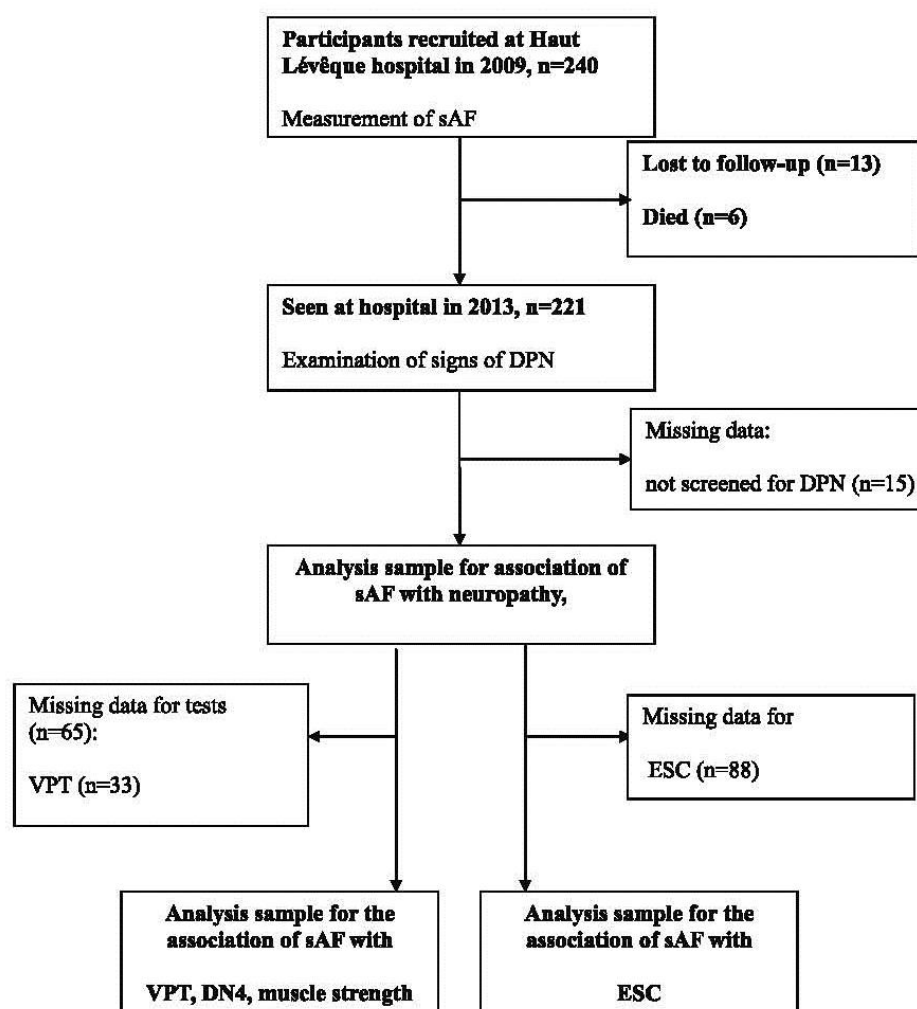 Participants recruited at Haut
Lévêque hospital in 2009, n=240
Measurement of sAF
Lost to follow-up (n=13)
Died (n=6)
Seen at hospital in 2013, n=221
Examination of signs of DPN
Missing data:
not screened for DPN (n=15)
Analysis sample for association of
sAF with neuropathy,
Missing data for tests
(n=65):
VPT (n=33)
Missing data for
ESC (n=88)
Analysis sample for the
association of sAF with
VPT, DN4, muscle strength
Analysis sample for the
association of sAF with
ESC